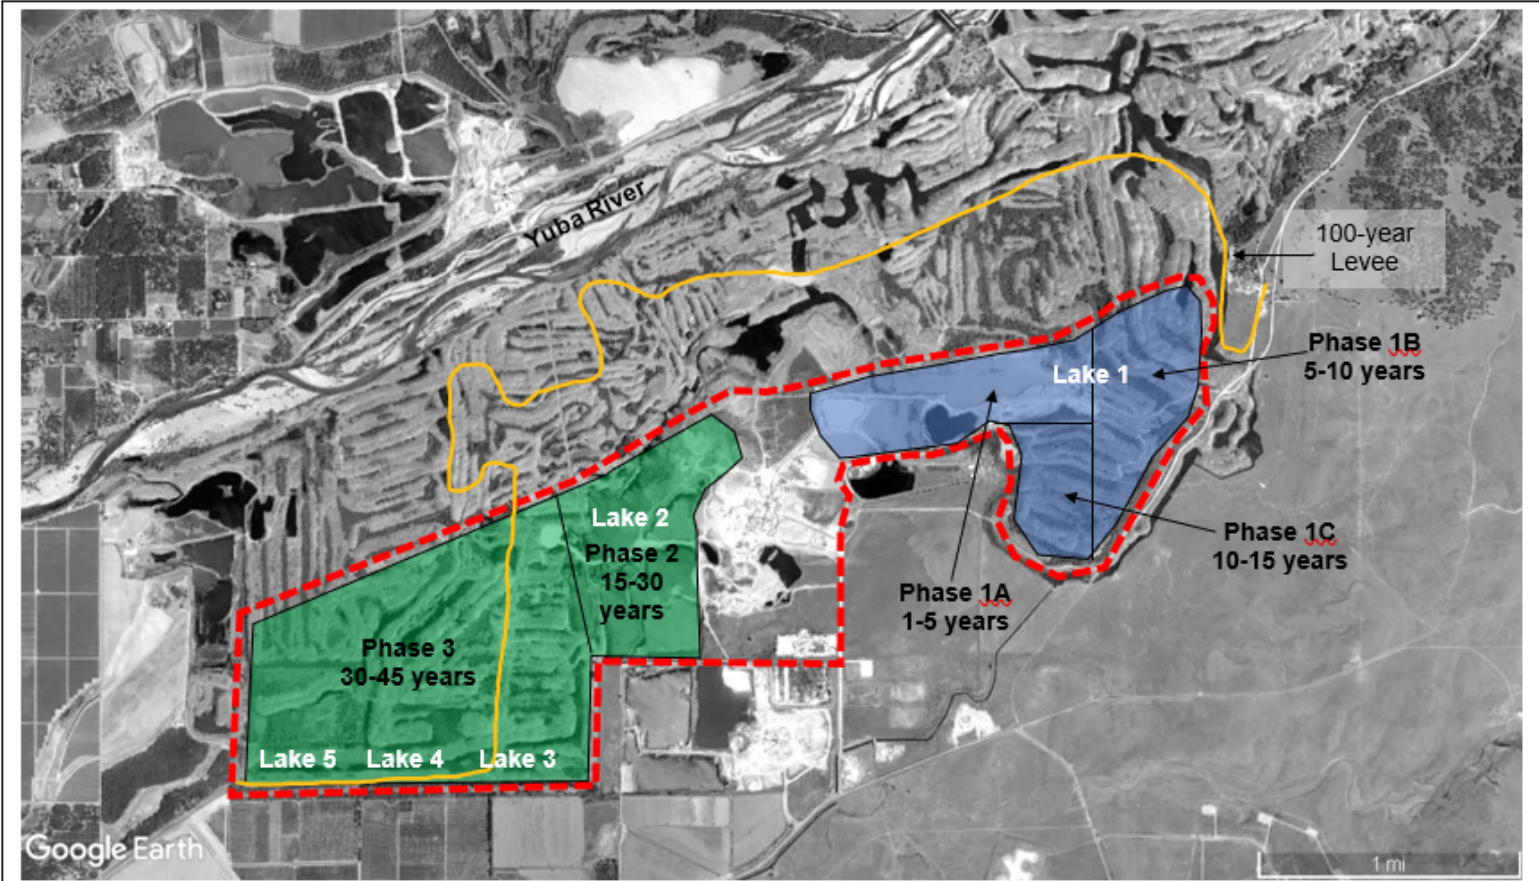 Yuba River
100-year
Levee
Lake 1
Phase 1B
5-10 years
Lake 2
Phase 2
15-30
years
Phase 1C
10-15 years
Phase 1A
1-5 years
Phase 3
30-45 years
Lake 5
Lake 4
Lake 3
Google Earth
1 mi